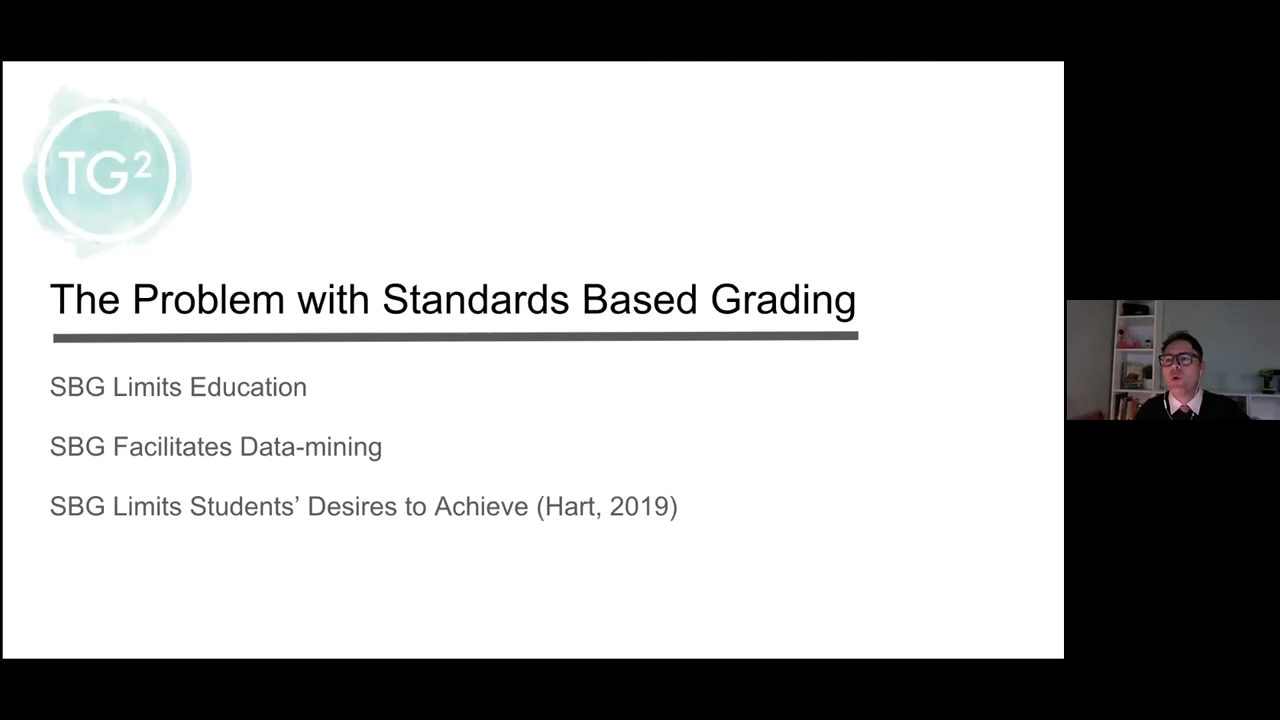 TG²
The Problem with Standards Based Grading
SBG Limits Education
SBG Facilitates Data-mining
SBG Limits Students’ Desires to Achieve (Hart, 2019)